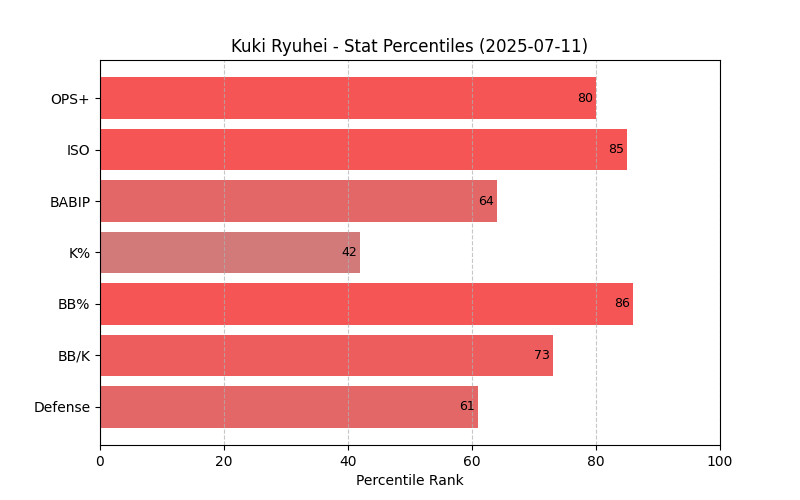 Kuki Ryuhei - Stat Percentiles (2025-07-11)
OPS+ 80
ISO 85
BABIP 64
K% 42
BB% 86
BB/K 73
Defense 61
0 20 40 60 80 100
Percentile Rank